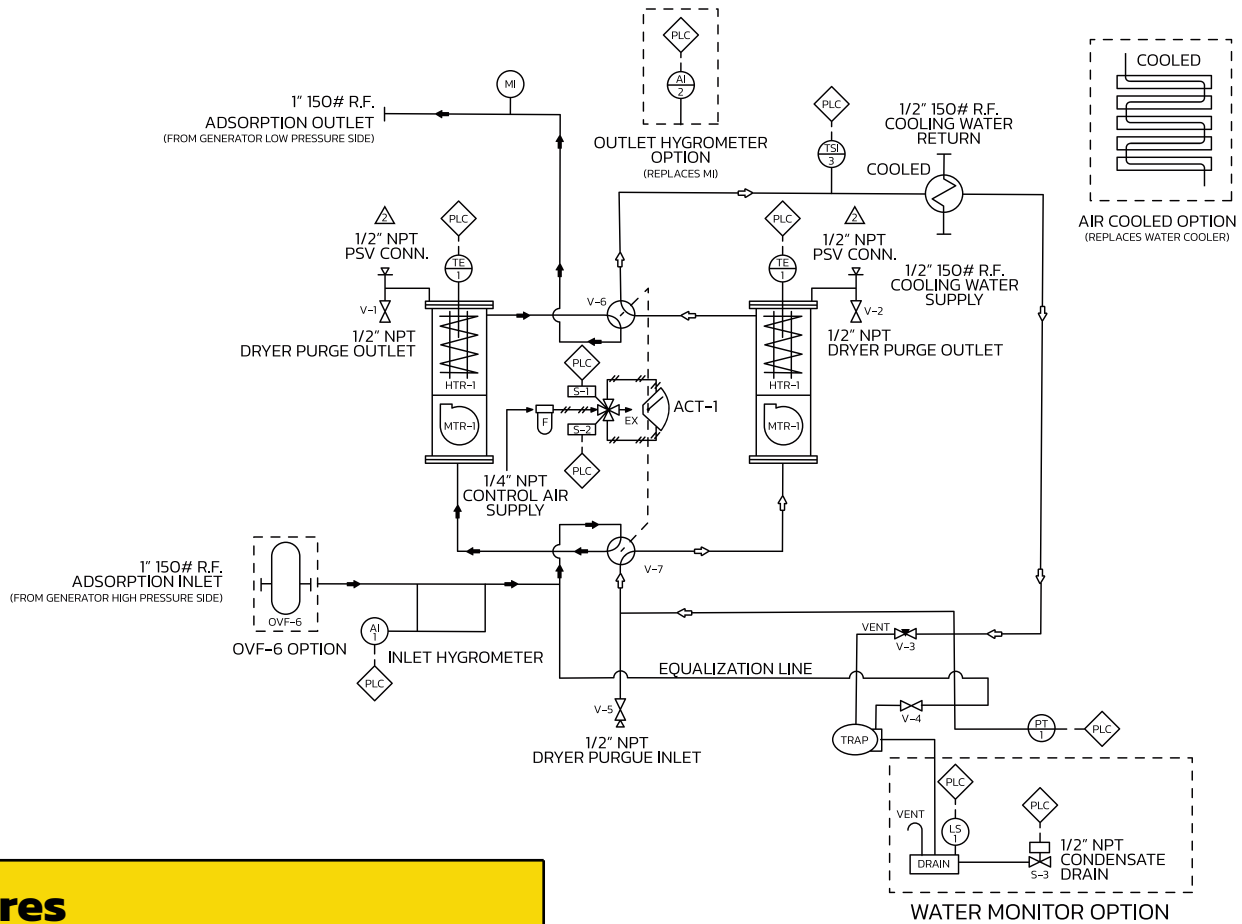 PLC
AI
2
OUTLET HYGROMETER
OPTION
(REPLACES MI)
COOLED
AIR COOLED OPTION
(REPLACES WATER COOLER)
MI
1" 150# R.F.
ADSORPTION OUTLET
(FROM GENERATOR LOW PRESSURE SIDE)
PLC
TSI
3
1/2" 150# R.F.
COOLING WATER
RETURN
COOLED
1/2" 150# R.F.
COOLING WATER
SUPPLY
2
1/2" NPT
PSV CONN.
V-1
1/2" NPT
DRYER PURGE OUTLET
PLC
TE
1
HTR-1
MTR-1
V-6
PLC
TE
1
HTR-1
MTR-1
2
1/2" NPT
PSV CONN.
V-2
1/2" NPT
DRYER PURGE OUTLET
PLC
S-1
F
S-2
EX
ACT-1
PLC
1/4" NPT
CONTROL AIR
SUPPLY
V-7
1" 150# R.F.
ADSORPTION INLET
(FROM GENERATOR HIGH PRESSURE SIDE)
OVF-6
OVF-6 OPTION
AI
1
INLET HYGROMETER
PLC
EQUALIZATION LINE
VENT
V-3
V-4
V-5
1/2" NPT
DRYER PURGUE INLET
TRAP
PT
1
PLC
PLC
VENT
LS
1
DRAIN
PLC
S-3
1/2" NPT
CONDENSATE
DRAIN
WATER MONITOR OPTION
res